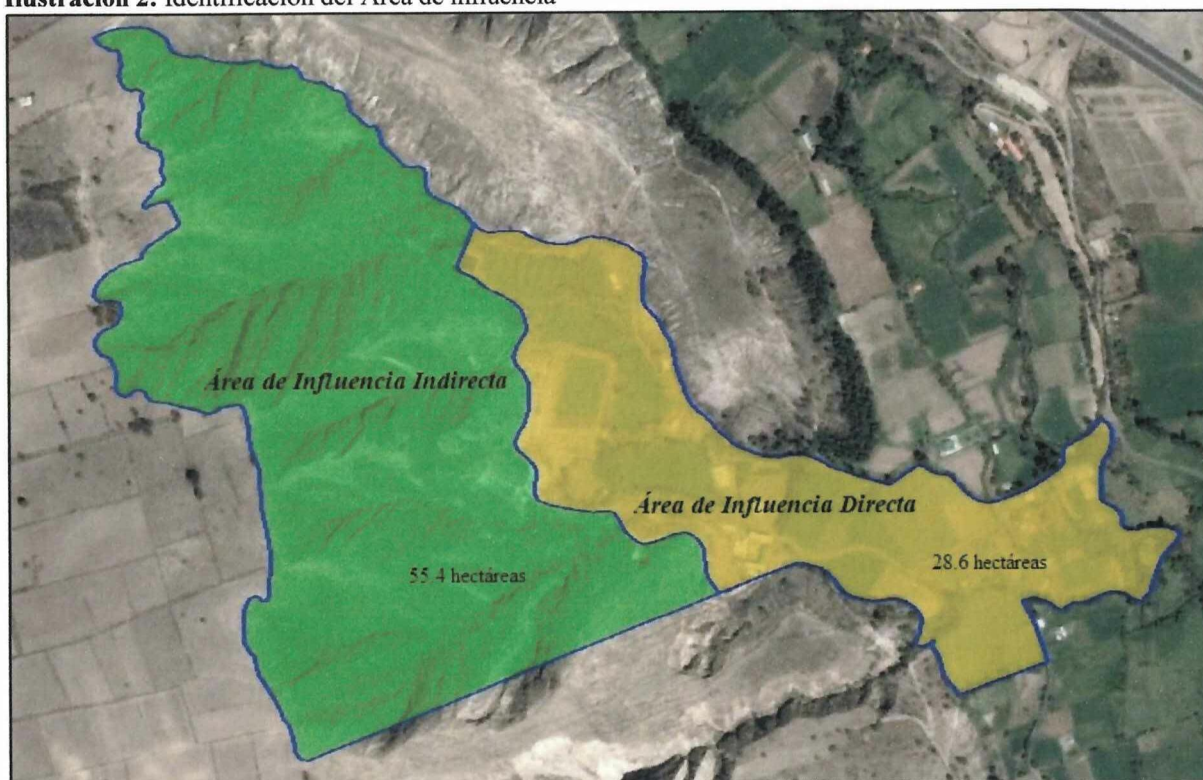 Ilustración 2: Identificación del Área de influencia
Área de Influencia Indirecta
Área de Influencia Directa
28.6 hectáreas
55.4 hectáreas